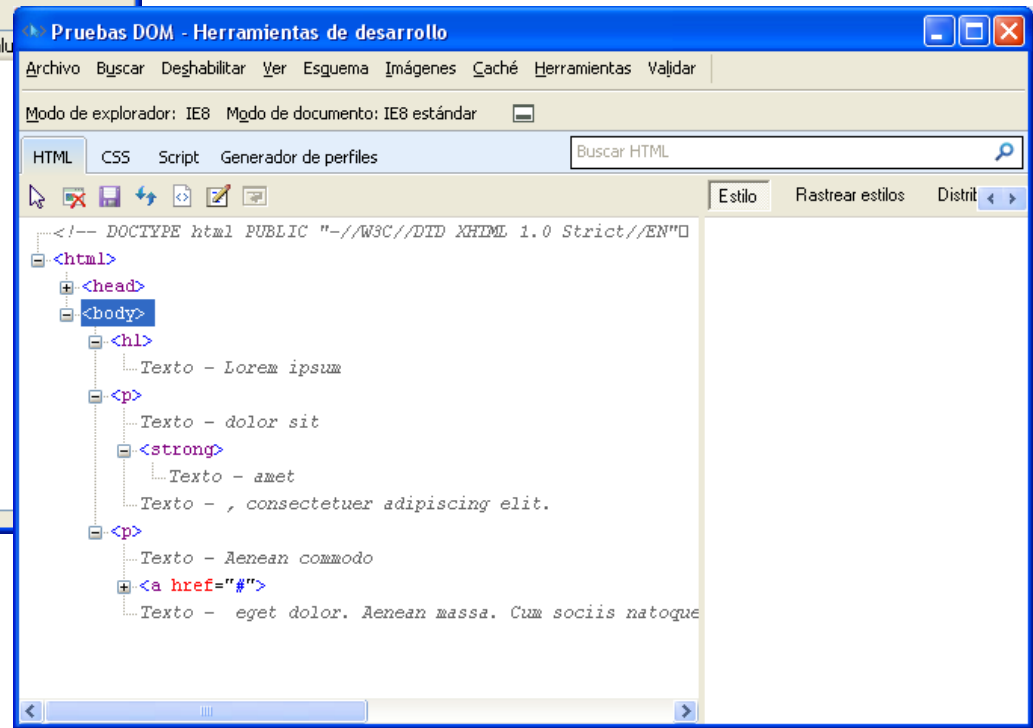 Pruebas DOM - Herramientas de desarrollo
Archivo Buscar Deshabilitar Ver Esquema Imágenes Caché Herramientas Validar
Modo de explorador: IE8 Modo de documento: IE8 estándar
HTML CSS Script Generador de perfiles Buscar HTML
Estilo Rastrear estilos Distrit
<!-- DOCTYPE html PUBLIC "-//W3C//DTD XHTML 1.0 Strict//EN"
<html>
<head>
<body>
<h1>
Texto - Lorem ipsum
<p>
Texto - dolor sit
<strong>
Texto - amet
Texto - , consectetuer adipiscing elit.
<p>
Texto - Aenean commodo
<a href="#">
Texto - eget dolor. Aenean massa. Cum sociis natoque